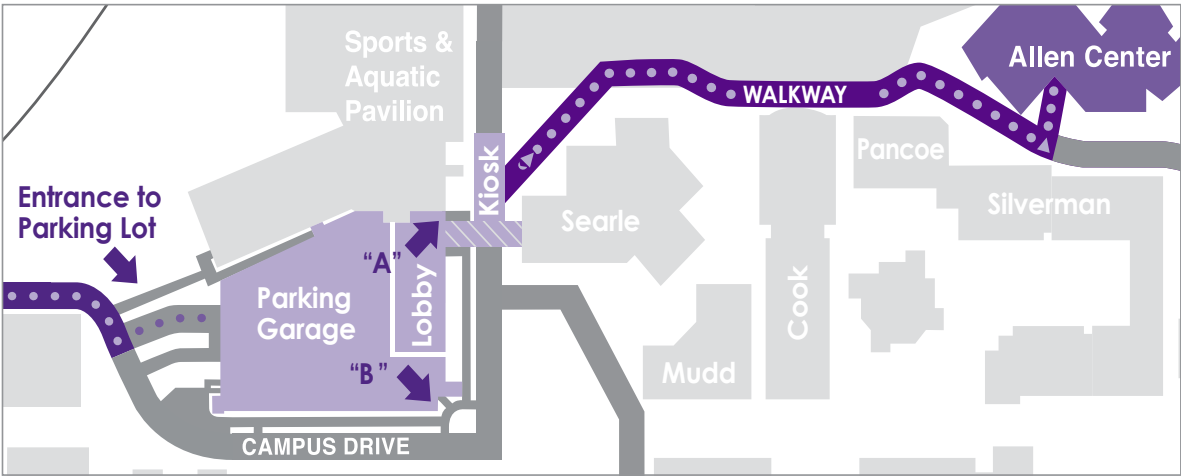 Sports &
Aquatic
Pavilion
Allen Center
WALKWAY
Kiosk
Pancoe
Entrance to
Parking Lot
Silverman
Searle
“A”
Lobby
Parking
Garage
Cook
“B”
Mudd
CAMPUS DRIVE